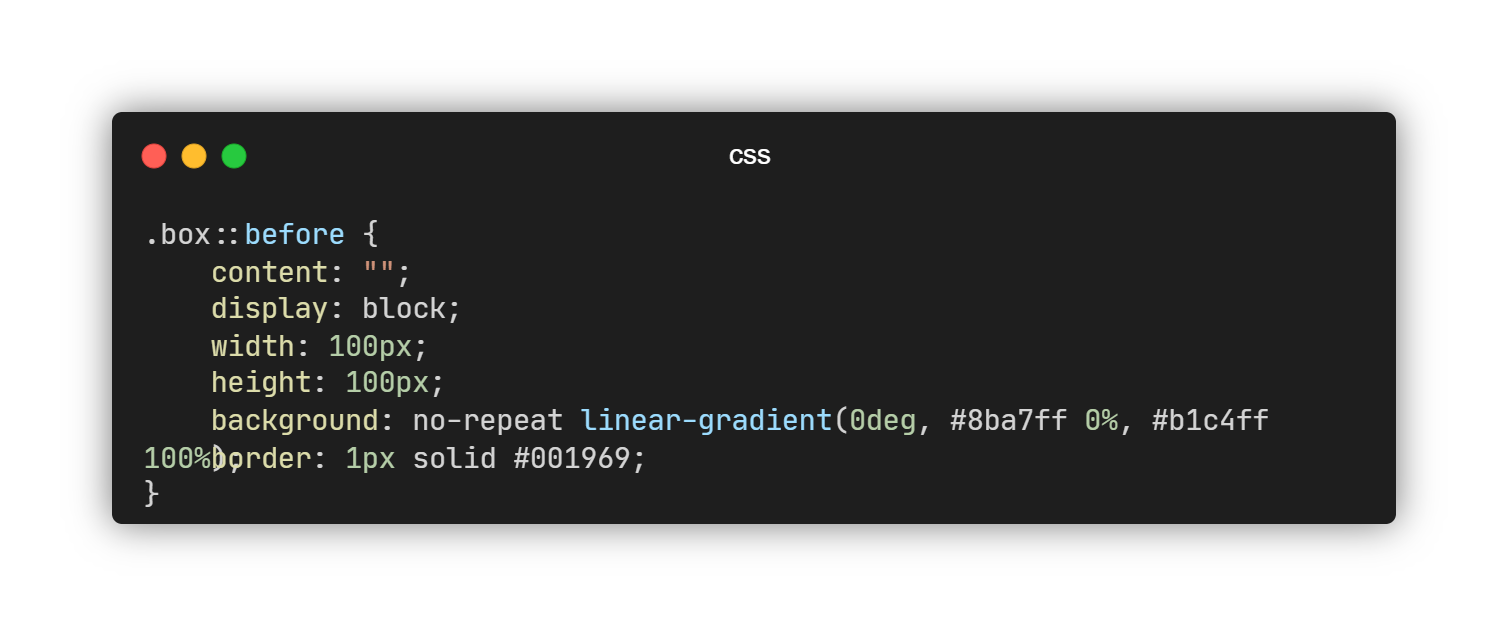 CSS
.box::before {
    content: "";
    display: block;
    width: 100px;
    height: 100px;
    background: no-repeat linear-gradient(0deg, #8ba7ff 0%, #b1c4ff
100%);
    border: 1px solid #001969;
}